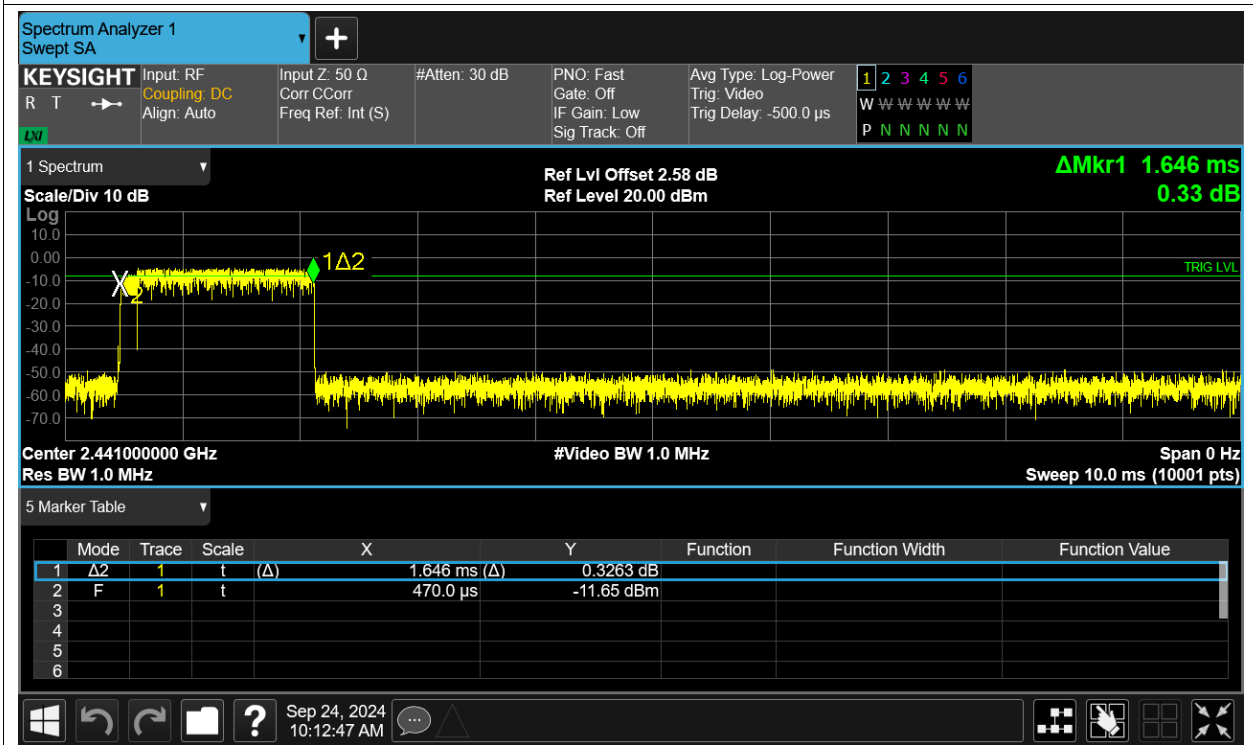 Spectrum Analyzer 1
Swept SA
KEYSIGHT
R T
LXI
Input: RF
Coupling: DC
Align: Auto
Input Z: 50 Ω
Corr CCorr
Freq Ref: Int (S)
#Atten: 30 dB
PNO: Fast
Gate: Off
IF Gain: Low
Sig Track: Off
Avg Type: Log-Power
Trig: Video
Trig Delay: -500.0 µs
1 2 3 4 5 6
W W W W W W
P N N N N N
1 Spectrum
Scale/Div 10 dB
Ref Lvl Offset 2.58 dB
Ref Level 20.00 dBm
ΔMkr1 1.646 ms
0.33 dB
Log
10.0
0.00
-10.0
-20.0
-30.0
-40.0
-50.0
-60.0
-70.0
X
2
1Δ2
TRIG LVL
Center 2.441000000 GHz
Res BW 1.0 MHz
#Video BW 1.0 MHz
Span 0 Hz
Sweep 10.0 ms (10001 pts)
5 Marker Table
Mode Trace Scale X Y Function Function Width Function Value
1 Δ2 1 t (Δ) 1.646 ms (Δ) 0.3263 dB
2 F 1 t 470.0 µs -11.65 dBm
3
4
5
6
?
Sep 24, 2024
10:12:47 AM